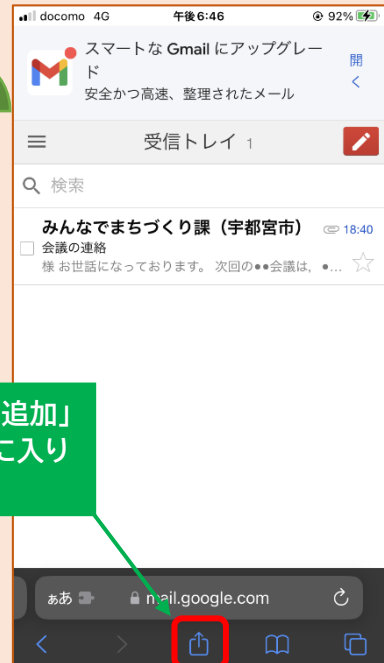 docomo 4G 午後6:46 92%
スマートな Gmail にアップグレー
ド
安全かつ高速、整理されたメール
開
く
受信トレイ 1
検索
みんなでまちづくり課（宇都宮市） 18:40
会議の連絡
様 お世話になっております。 次回の●●会議は，●...
追加」
に入り
ぁあ mail.google.com